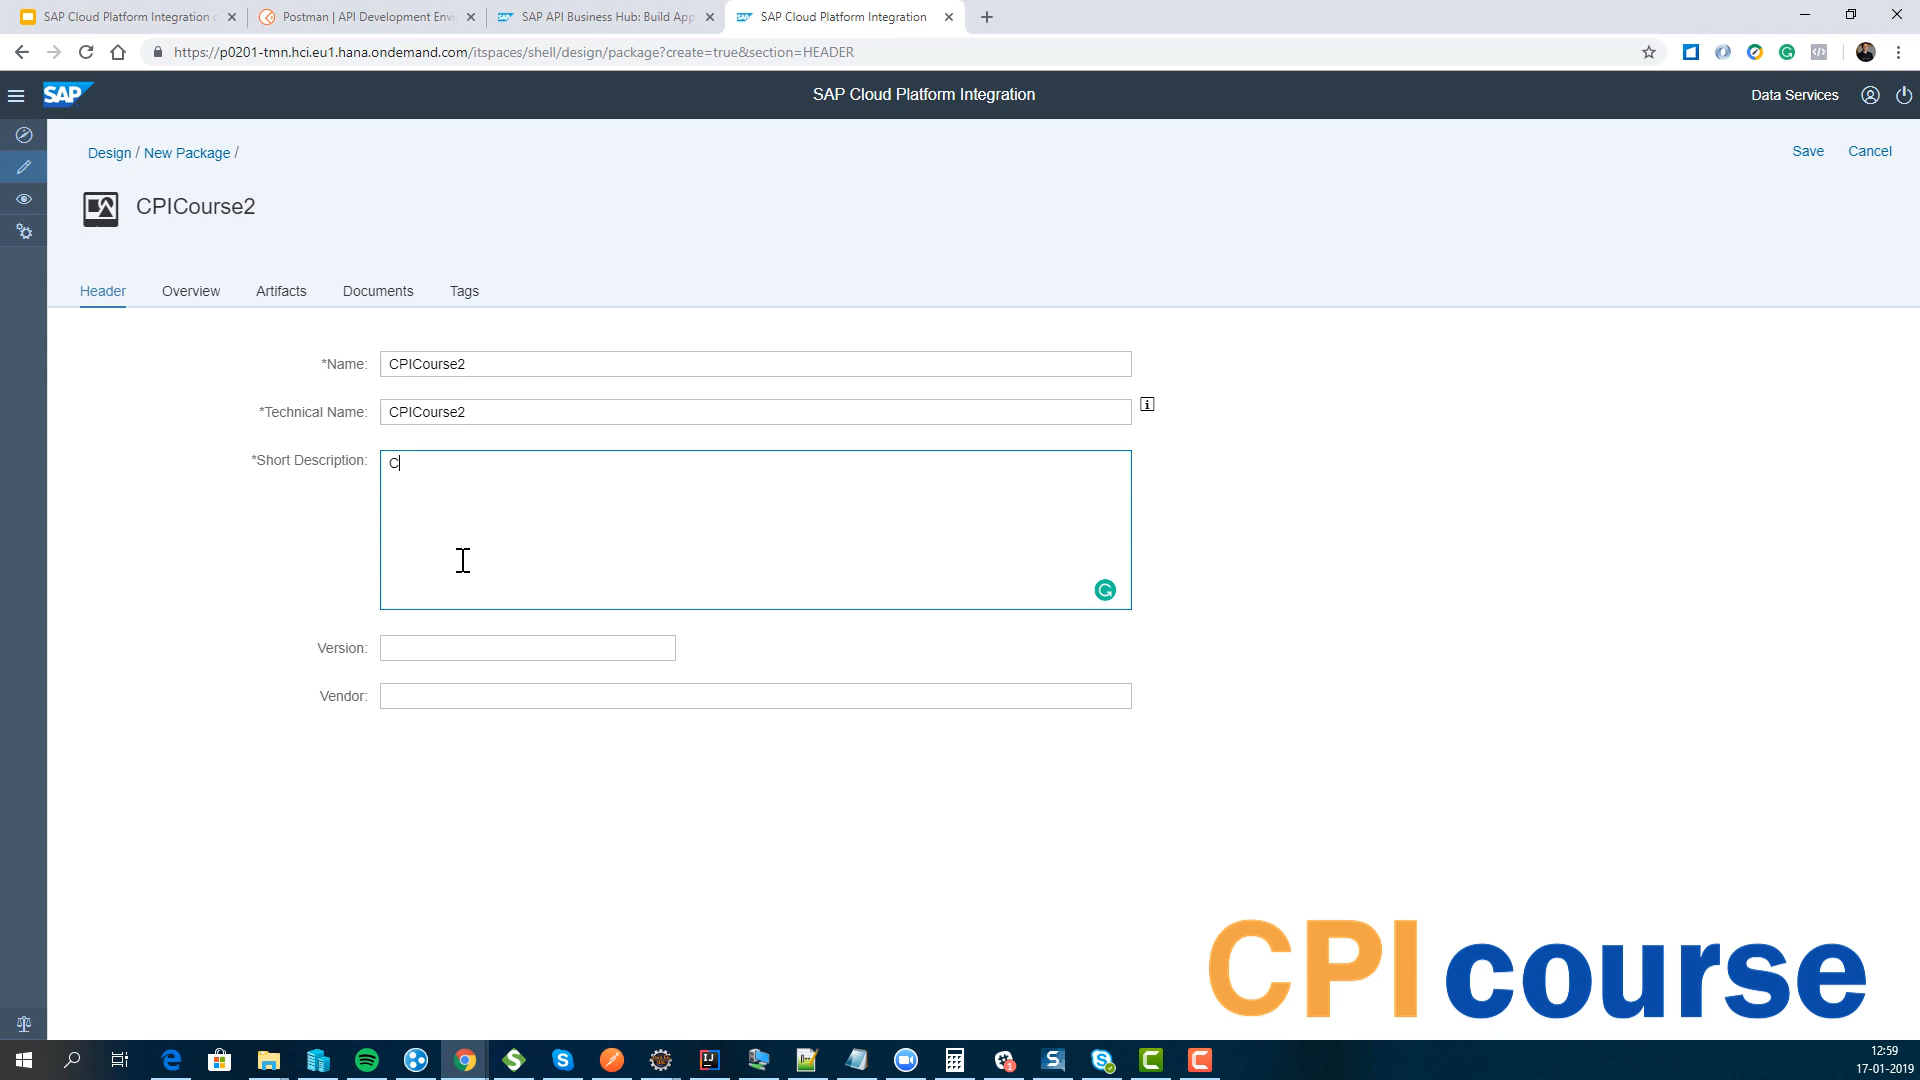 SAP Cloud Platform Integration c
Postman | API Development Envi
SAP API Business Hub: Build App
SAP Cloud Platform Integration
https://p0201-tmn.hci.eu1.hana.ondemand.com/itspaces/shell/design/package?create=true&section=HEADER
SAP
SAP Cloud Platform Integration
Data Services
Design / New Package /
Save
Cancel
CPICourse2
Header
Overview
Artifacts
Documents
Tags
*Name:
CPICourse2
*Technical Name:
CPICourse2
*Short Description:
C
Version:
Vendor:
CPI course
12:59
17-01-2019